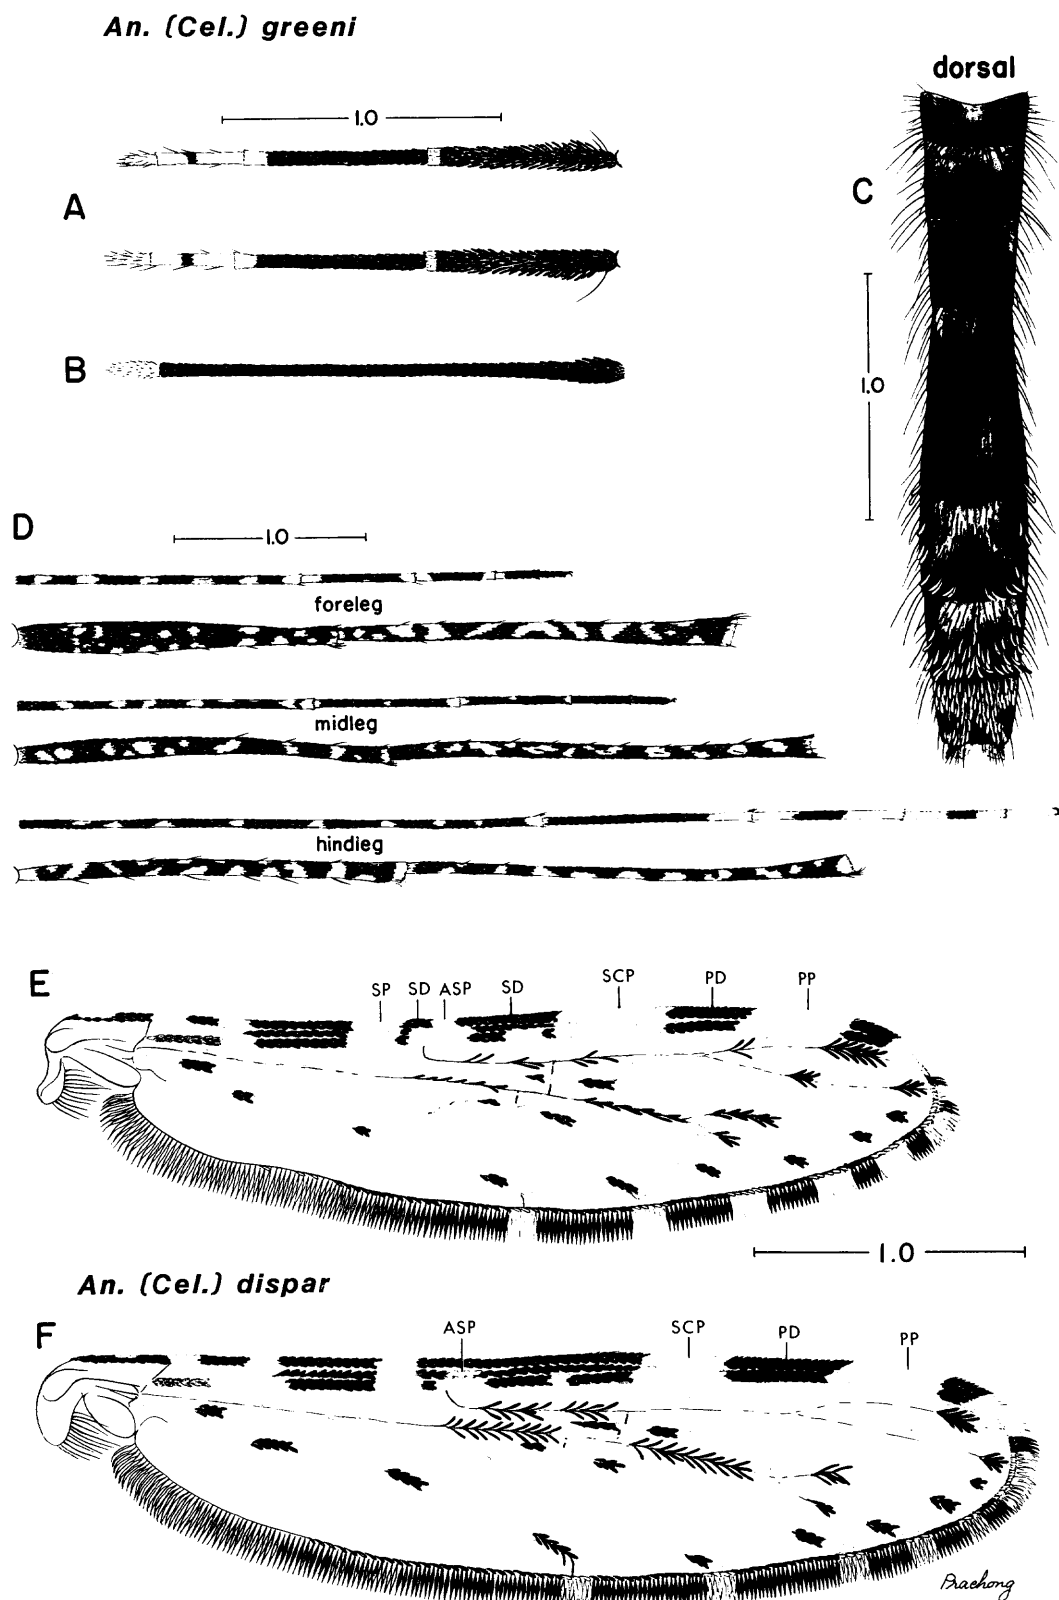 An. (Cel.) greeni
dorsal
1.0
A
C
B
1.0
D
1.0
foreleg
midleg
hindleg
E
SP SD ASP SD SCP PD PP
1.0
An. (Cel.) dispar
F
ASP SCP PD PP
Prachong